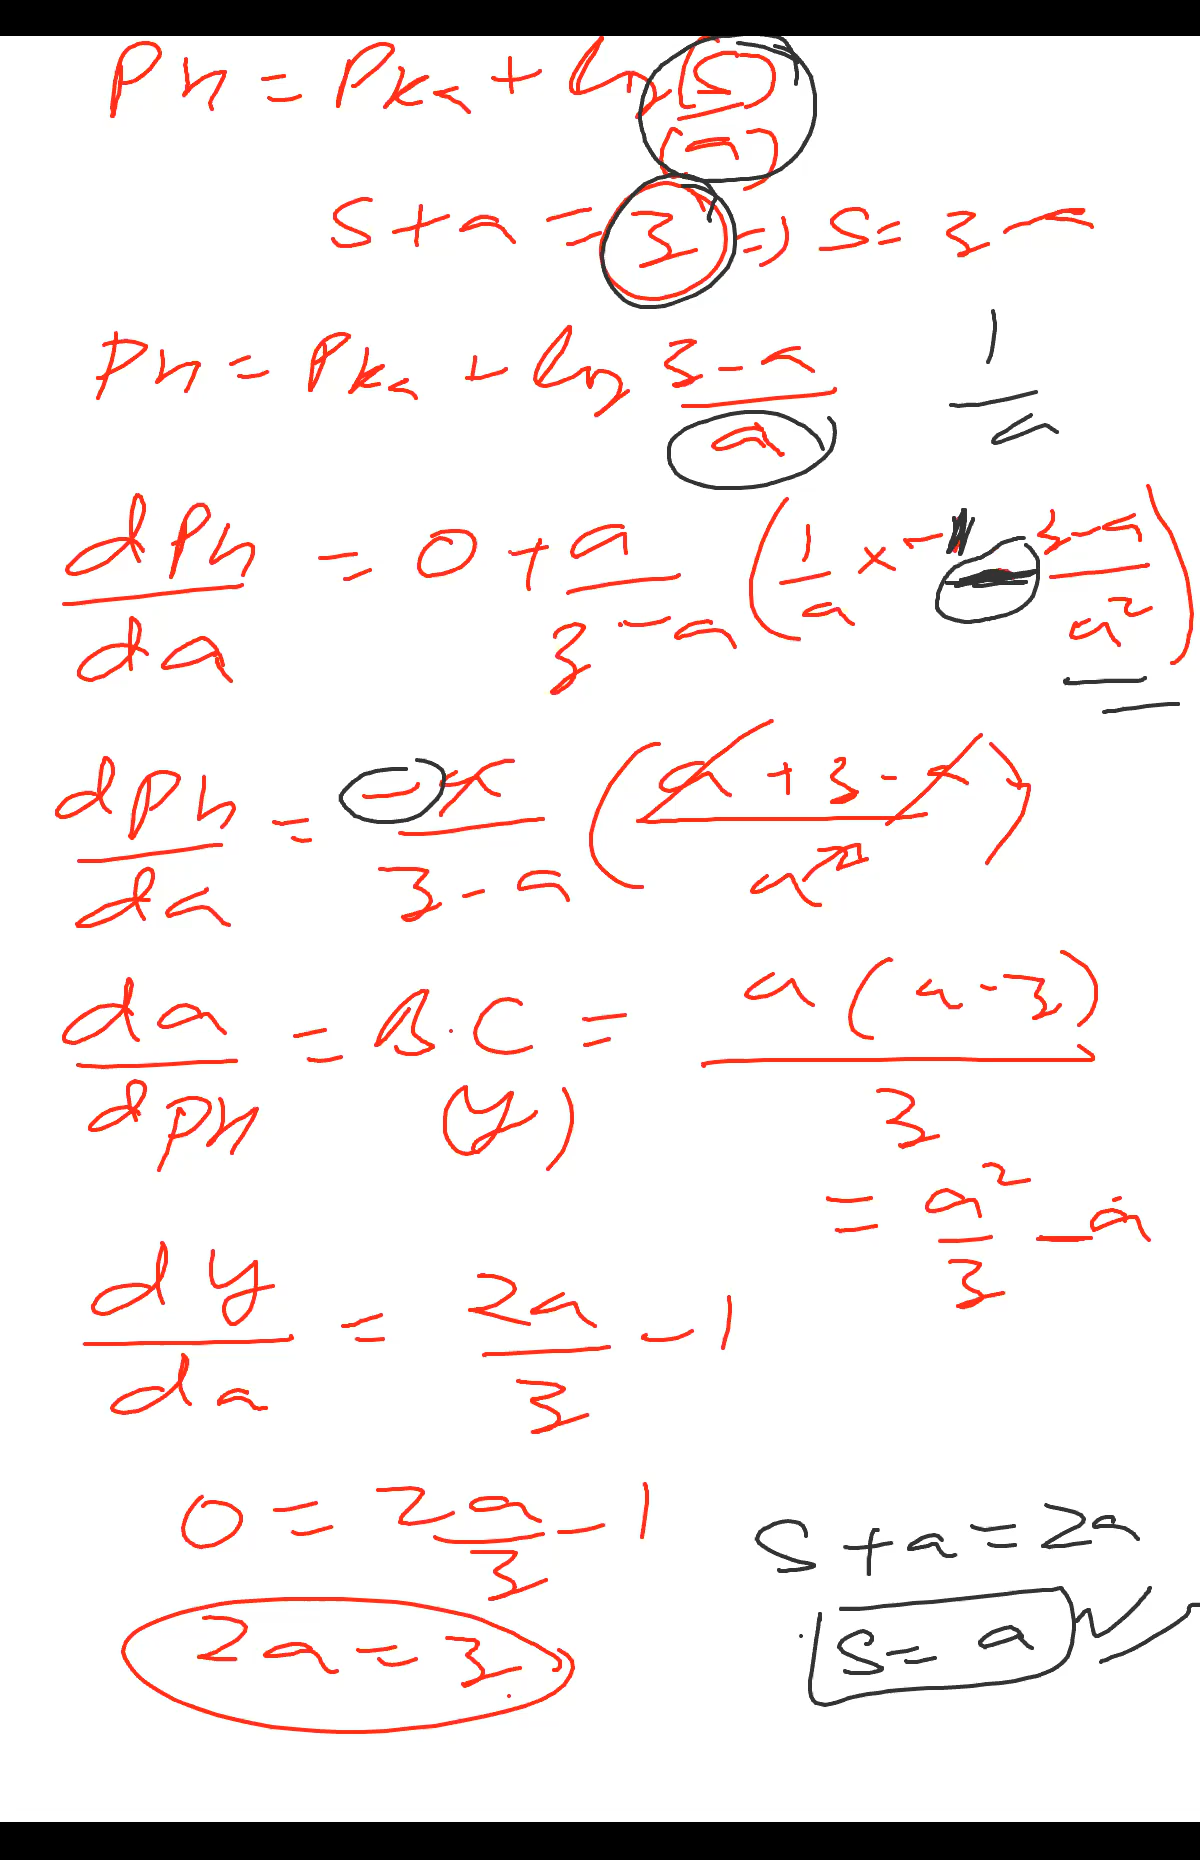 PH = PKa + log [S]/[a]
S + a = 3 => S = 3 - a
PH = PKa + log (3 - a)/a    1/a
dPH/da = 0 + a/(3 - a) (1/a × - (3 - a)/a²)
dPH/da = - a/(3 - a) ((a + 3 - a)/a²)
da/dPH = B.C = a(a - 3)/3
(y)
= a²/3 - a
dy/da = 2a/3 - 1
0 = 2a/3 - 1
S + a = 2a
2a = 3
S = a